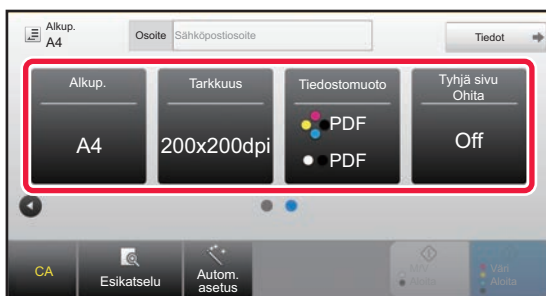 Alkup.
A4
Osoite Sähköpostiosoite
Tiedot
Alkup.
A4
Tarkkuus
200x200dpi
Tiedostomuoto
PDF
PDF
Tyhjä sivu
Ohita
Off
CA
Esikatselu
Autom.
asetus
M/V
Aloita
Väri
Aloita